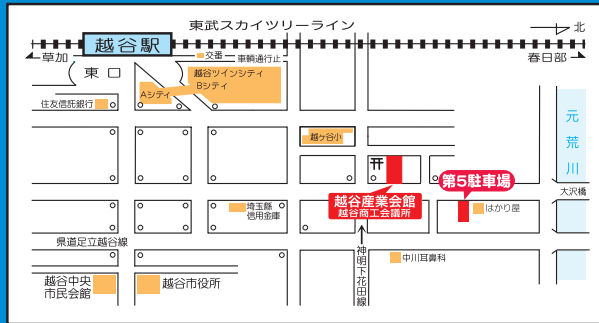 東武スカイツリーライン
北
越谷駅
草加
交番
車輌通行止
春日部
東口
越谷ツインシティ
Bシティ
Aシティ
住友信託銀行
元荒川
越ヶ谷小
第5駐車場
大沢橋
越谷産業会館
越谷商工会議所
埼玉縣
信用金庫
はかり屋
県道足立越谷線
神明下花田線
中川耳鼻科
越谷中央
市民会館
越谷市役所